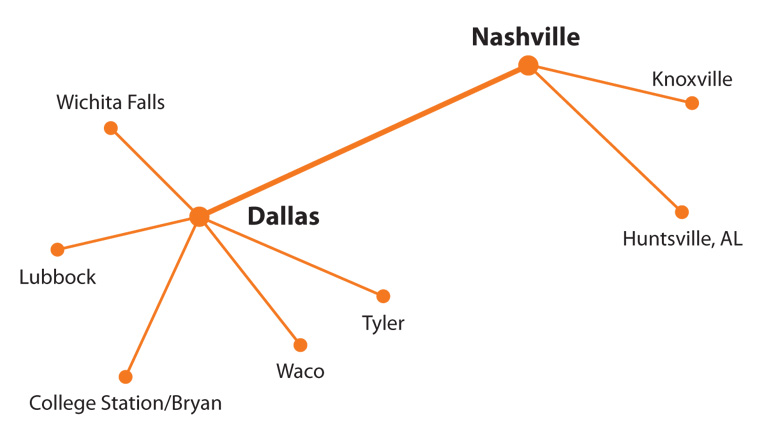 Nashville
Knoxville
Wichita Falls
Dallas
Huntsville, AL
Lubbock
Tyler
Waco
College Station/Bryan